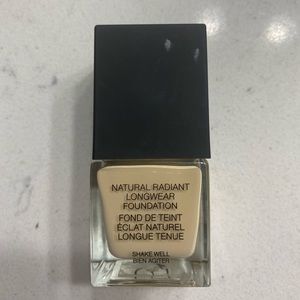 NATURAL RADIANT
LONGWEAR
FOUNDATION
FOND DE TEINT
ÉCLAT NATUREL
LONGUE TENUE
SHAKE WELL
BIEN AGITER